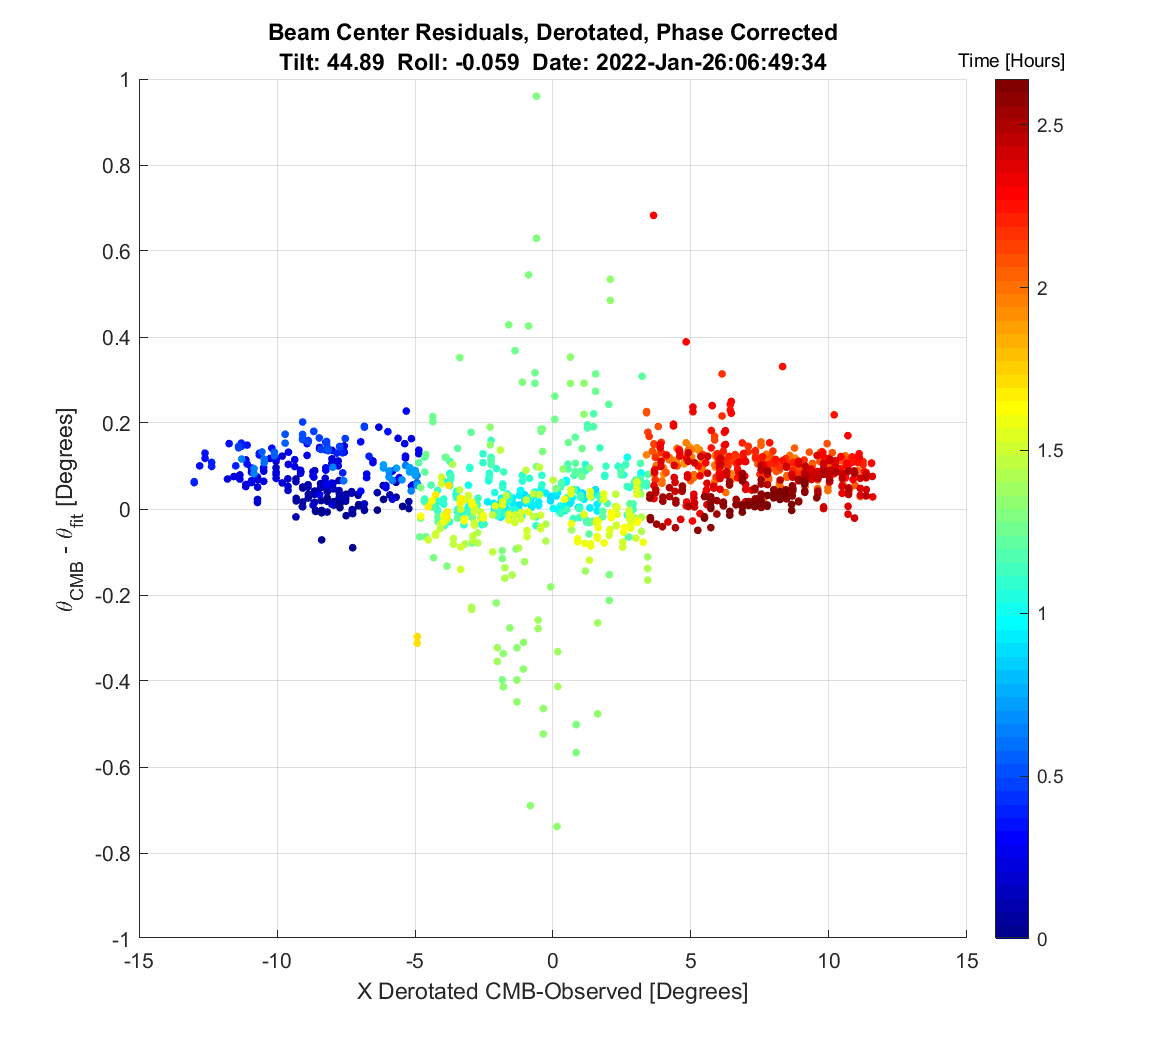 Beam Center Residuals, Derotated, Phase Corrected
Tilt: 44.89 Roll: -0.059 Date: 2022-Jan-26:06:49:34
Time [Hours]
1
0.8
0.6
0.4
0.2
0
-0.2
-0.4
-0.6
-0.8
-1
θCMB - θfit [Degrees]
-15 -10 -5 0 5 10 15
X Derotated CMB-Observed [Degrees]
2.5
2
1.5
1
0.5
0